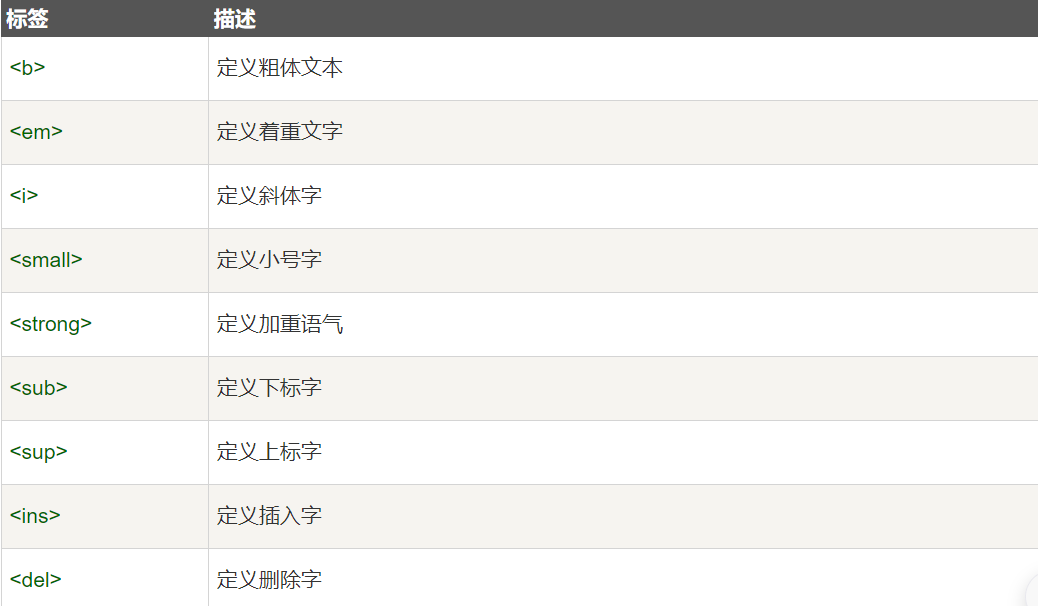 标签 描述
<b> 定义粗体文本
<em> 定义着重文字
<i> 定义斜体字
<small> 定义小号字
<strong> 定义加重语气
<sub> 定义下标字
<sup> 定义上标字
<ins> 定义插入字
<del> 定义删除字